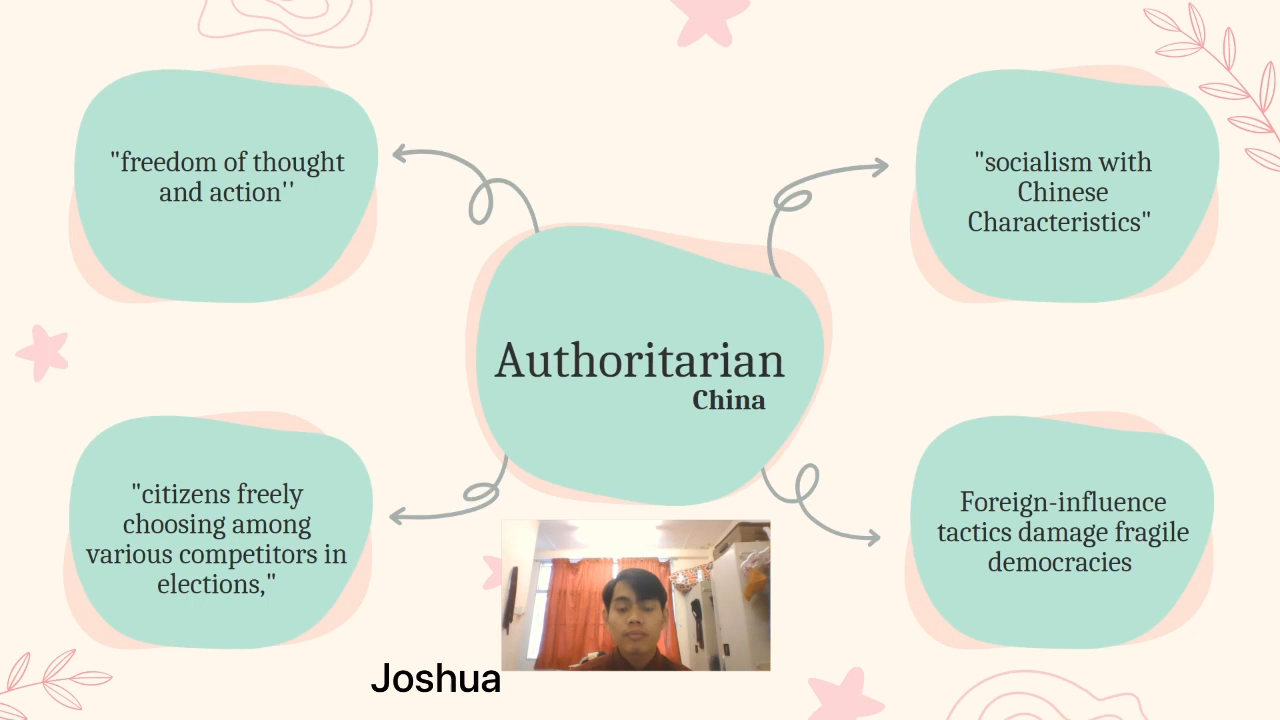 "freedom of thought
and action''
"socialism with
Chinese
Characteristics"
Authoritarian
China
"citizens freely
choosing among
various competitors in
elections,"
Foreign-influence
tactics damage fragile
democracies
Joshua